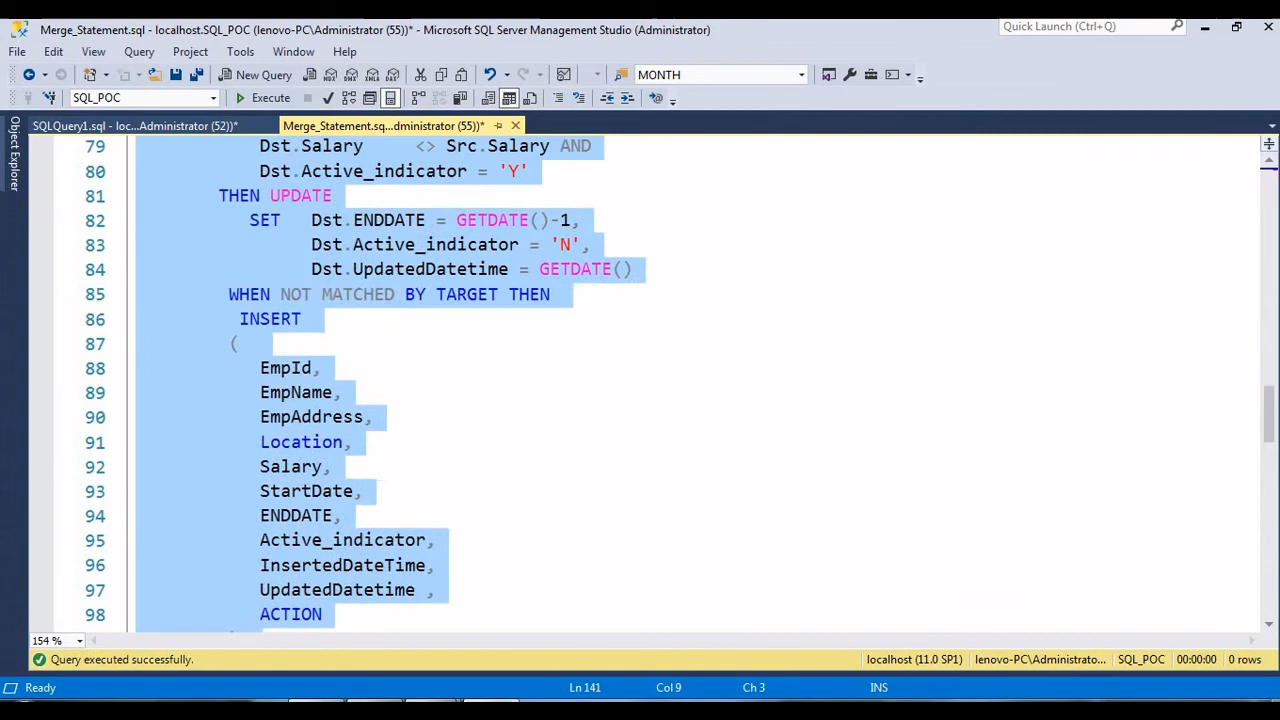 Merge_Statement.sql - localhost.SQL_POC (lenovo-PC\Administrator (55))* - Microsoft SQL Server Management Studio (Administrator)
Quick Launch (Ctrl+Q)
File Edit View Query Project Tools Window Help
New Query MONTH
SQL_POC Execute
SQLQuery1.sql - loc...Administrator (52))* Merge_Statement.sq...dministrator (55))*
Object Explorer
79 Dst.Salary <> Src.Salary AND
80 Dst.Active_indicator = 'Y'
81 THEN UPDATE
82 SET Dst.ENDDATE = GETDATE()-1,
83 Dst.Active_indicator = 'N',
84 Dst.UpdatedDatetime = GETDATE()
85 WHEN NOT MATCHED BY TARGET THEN
86 INSERT
87 (
88 EmpId,
89 EmpName,
90 EmpAddress,
91 Location,
92 Salary,
93 StartDate,
94 ENDDATE,
95 Active_indicator,
96 InsertedDateTime,
97 UpdatedDatetime ,
98 ACTION
154 %
Query executed successfully. localhost (11.0 SP1) lenovo-PC\Administrato... SQL_POC 00:00:00 0 rows
Ready Ln 141 Col 9 Ch 3 INS